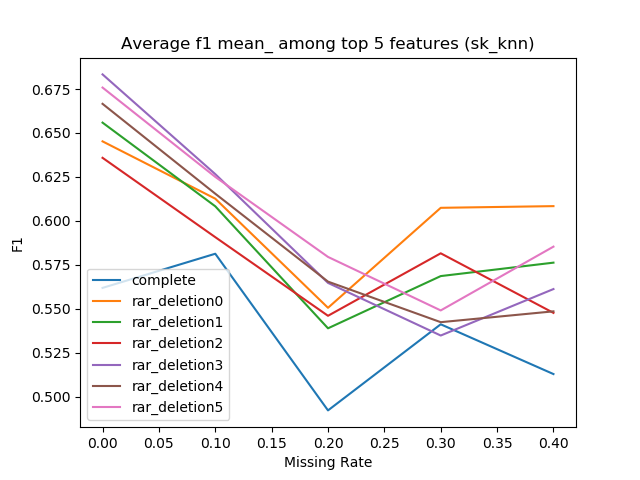 Average f1 mean_ among top 5 features (sk_knn)
F1
0.675
0.650
0.625
0.600
0.575
0.550
0.525
0.500
complete
rar_deletion0
rar_deletion1
rar_deletion2
rar_deletion3
rar_deletion4
rar_deletion5
0.00 0.05 0.10 0.15 0.20 0.25 0.30 0.35 0.40
Missing Rate